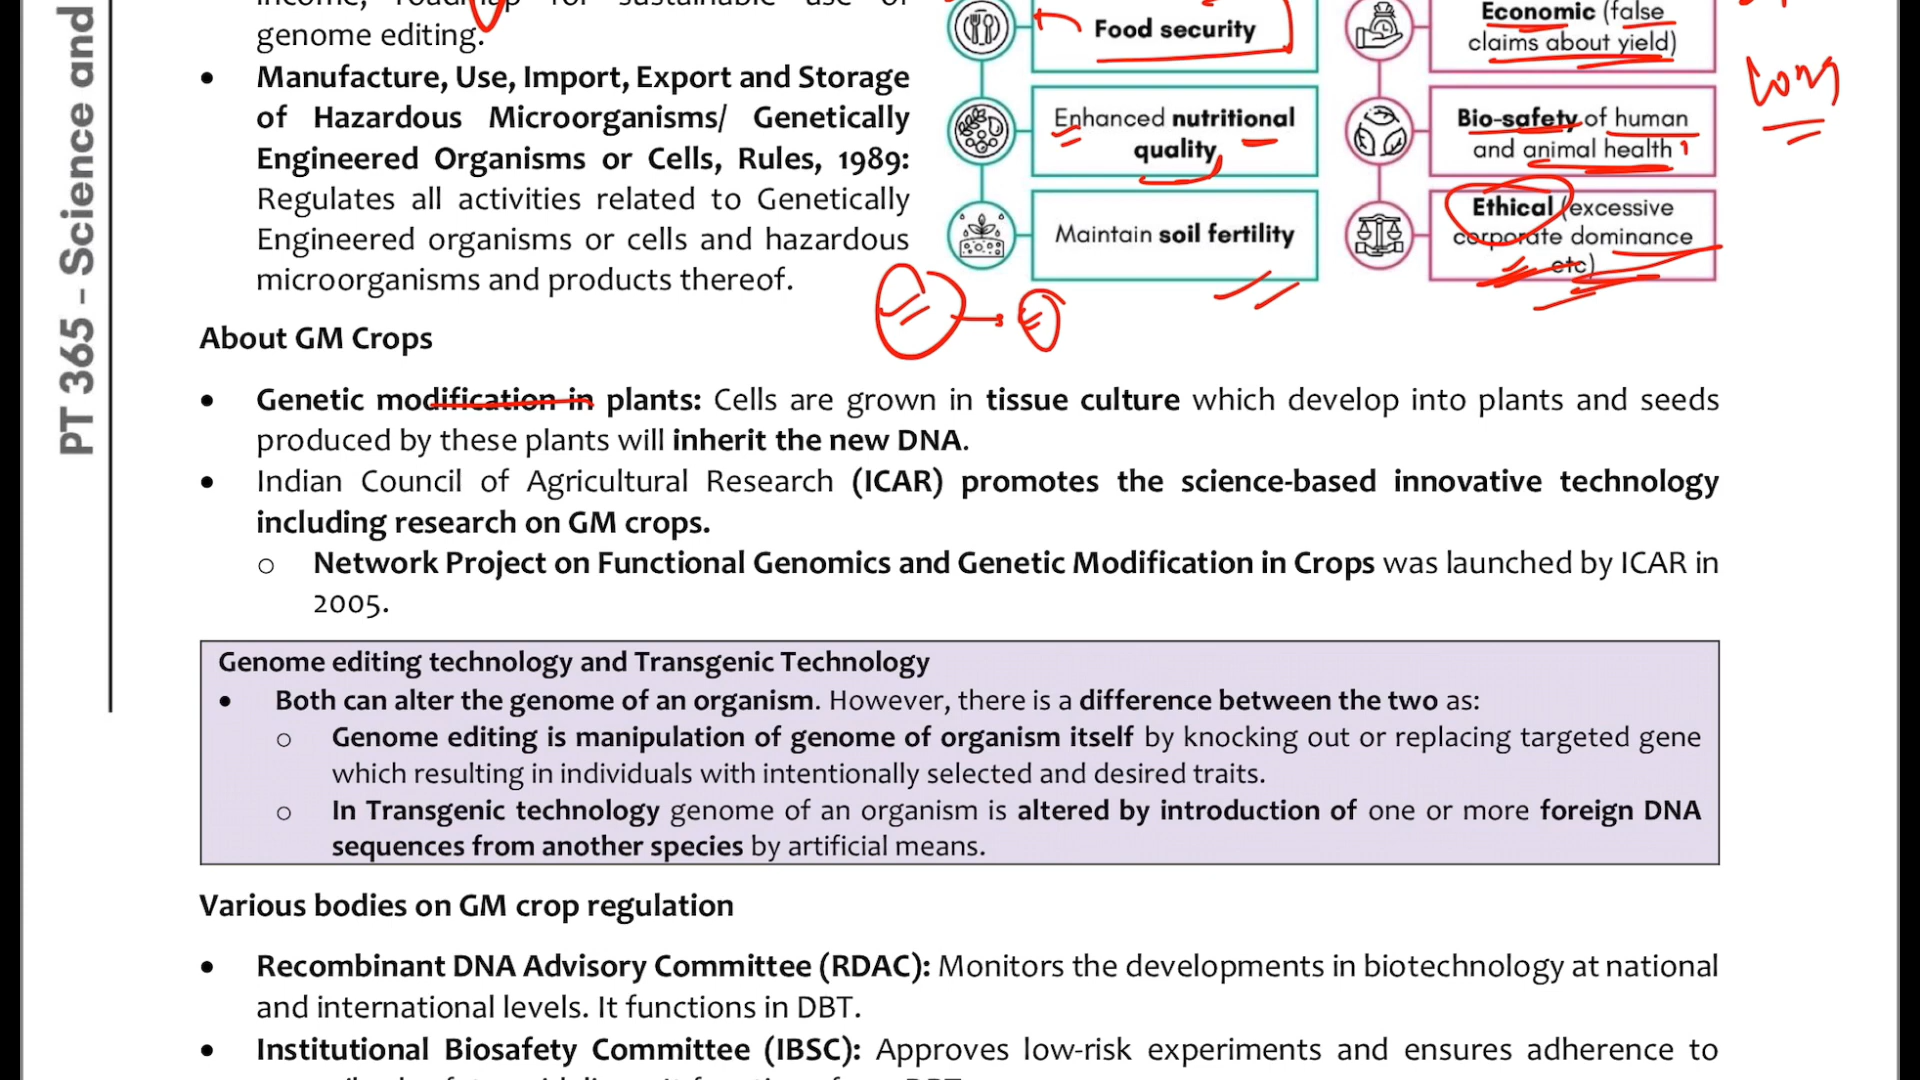 PT 365 - Science and
genome editing.
• Manufacture, Use, Import, Export and Storage
of Hazardous Microorganisms/ Genetically
Engineered Organisms or Cells, Rules, 1989:
Regulates all activities related to Genetically
Engineered organisms or cells and hazardous
microorganisms and products thereof.
Food security
Enhanced nutritional
quality
Maintain soil fertility
Economic (false
claims about yield)
Bio-safety of human
and animal health
Ethical (excessive
corporate dominance
etc)
About GM Crops
• Genetic modification in plants: Cells are grown in tissue culture which develop into plants and seeds
produced by these plants will inherit the new DNA.
• Indian Council of Agricultural Research (ICAR) promotes the science-based innovative technology
including research on GM crops.
o Network Project on Functional Genomics and Genetic Modification in Crops was launched by ICAR in
2005.
Genome editing technology and Transgenic Technology
• Both can alter the genome of an organism. However, there is a difference between the two as:
o Genome editing is manipulation of genome of organism itself by knocking out or replacing targeted gene
which resulting in individuals with intentionally selected and desired traits.
o In Transgenic technology genome of an organism is altered by introduction of one or more foreign DNA
sequences from another species by artificial means.
Various bodies on GM crop regulation
• Recombinant DNA Advisory Committee (RDAC): Monitors the developments in biotechnology at national
and international levels. It functions in DBT.
• Institutional Biosafety Committee (IBSC): Approves low-risk experiments and ensures adherence to